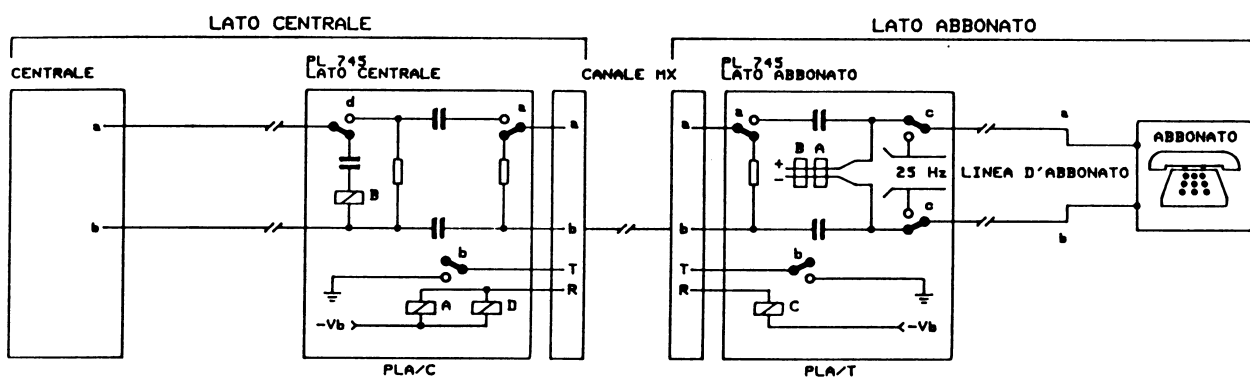 LATO CENTRALE
LATO ABBONATO
CENTRALE
PL 745
LATO CENTRALE
CANALE MX
PL 745
LATO ABBONATO
a
d
a
a
a
a
c
a
ABBONATO
B
B A
+
-
25 Hz
LINEA D'ABBONATO
b
b
b
c
b
b
T
T
b
R
R
A
D
C
-Vb
-Vb
PLA/C
PLA/T